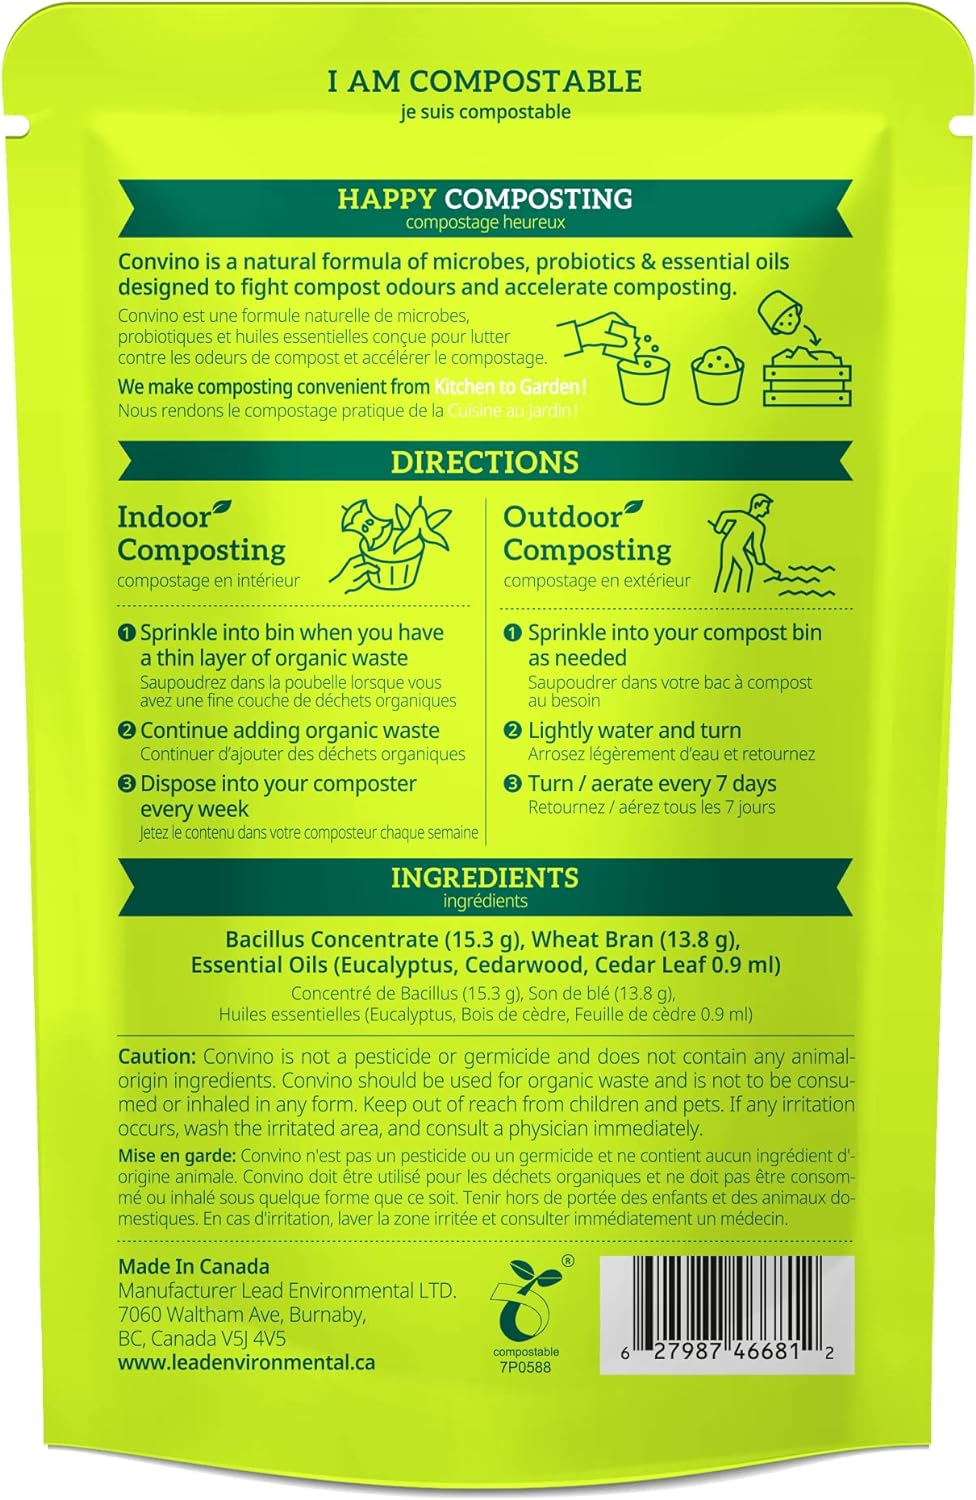 I AM COMPOSTABLE
je suis compostable
HAPPY COMPOSTING
compostage heureux
Convino is a natural formula of microbes, probiotics & essential oils
designed to fight compost odours and accelerate composting.
Convino est une formule naturelle de microbes,
probiotiques et huiles essentielles conçue pour lutter
contre les odeurs de compost et accélérer le compostage.
We make composting convenient from Kitchen to Garden!
Nous rendons le compostage pratique de la Cuisine au Jardin!
DIRECTIONS
Indoor
Composting
compostage en intérieur
1 Sprinkle into bin when you have
a thin layer of organic waste
Saupoudrez dans la poubelle lorsque vous
avez une fine couche de déchets organiques
2 Continue adding organic waste
Continuer d'ajouter des déchets organiques
3 Dispose into your composter
every week
Jetez le contenu dans votre composteur chaque semaine
Outdoor
Composting
compostage en extérieur
1 Sprinkle into your compost bin
as needed
Saupoudrer dans votre bac à compost
au besoin
2 Lightly water and turn
Arrosez légèrement d'eau et retournez
3 Turn / aerate every 7 days
Retournez / aérez tous les 7 jours
INGREDIENTS
ingrédients
Bacillus Concentrate (15.3 g), Wheat Bran (13.8 g),
Essential Oils (Eucalyptus, Cedarwood, Cedar Leaf 0.9 ml)
Concentré de Bacillus (15.3 g), Son de blé (13.8 g),
Huiles essentielles (Eucalyptus, Bois de cèdre, Feuille de cèdre 0.9 ml)
Caution: Convino is not a pesticide or germicide and does not contain any animal-
origin ingredients. Convino should be used for organic waste and is not to be consu-
med or inhaled in any form. Keep out of reach from children and pets. If any irritation
occurs, wash the irritated area, and consult a physician immediately.
Mise en garde: Convino n'est pas un pesticide ou un germicide et ne contient aucun ingrédient d'-
origine animale. Convino doit être utilisé pour les déchets organiques et ne doit pas être consom-
mé ou inhalé sous quelque forme que ce soit. Tenir hors de portée des enfants et des animaux do-
mestiques. En cas d'irritation, laver la zone irritée et consulter immédiatement un médecin.
Made In Canada
Manufacturer Lead Environmental LTD.
7060 Waltham Ave, Burnaby,
BC, Canada V5J 4V5
www.leadenvironmental.ca
®
compostable
7P0588
6 27987 46681 2